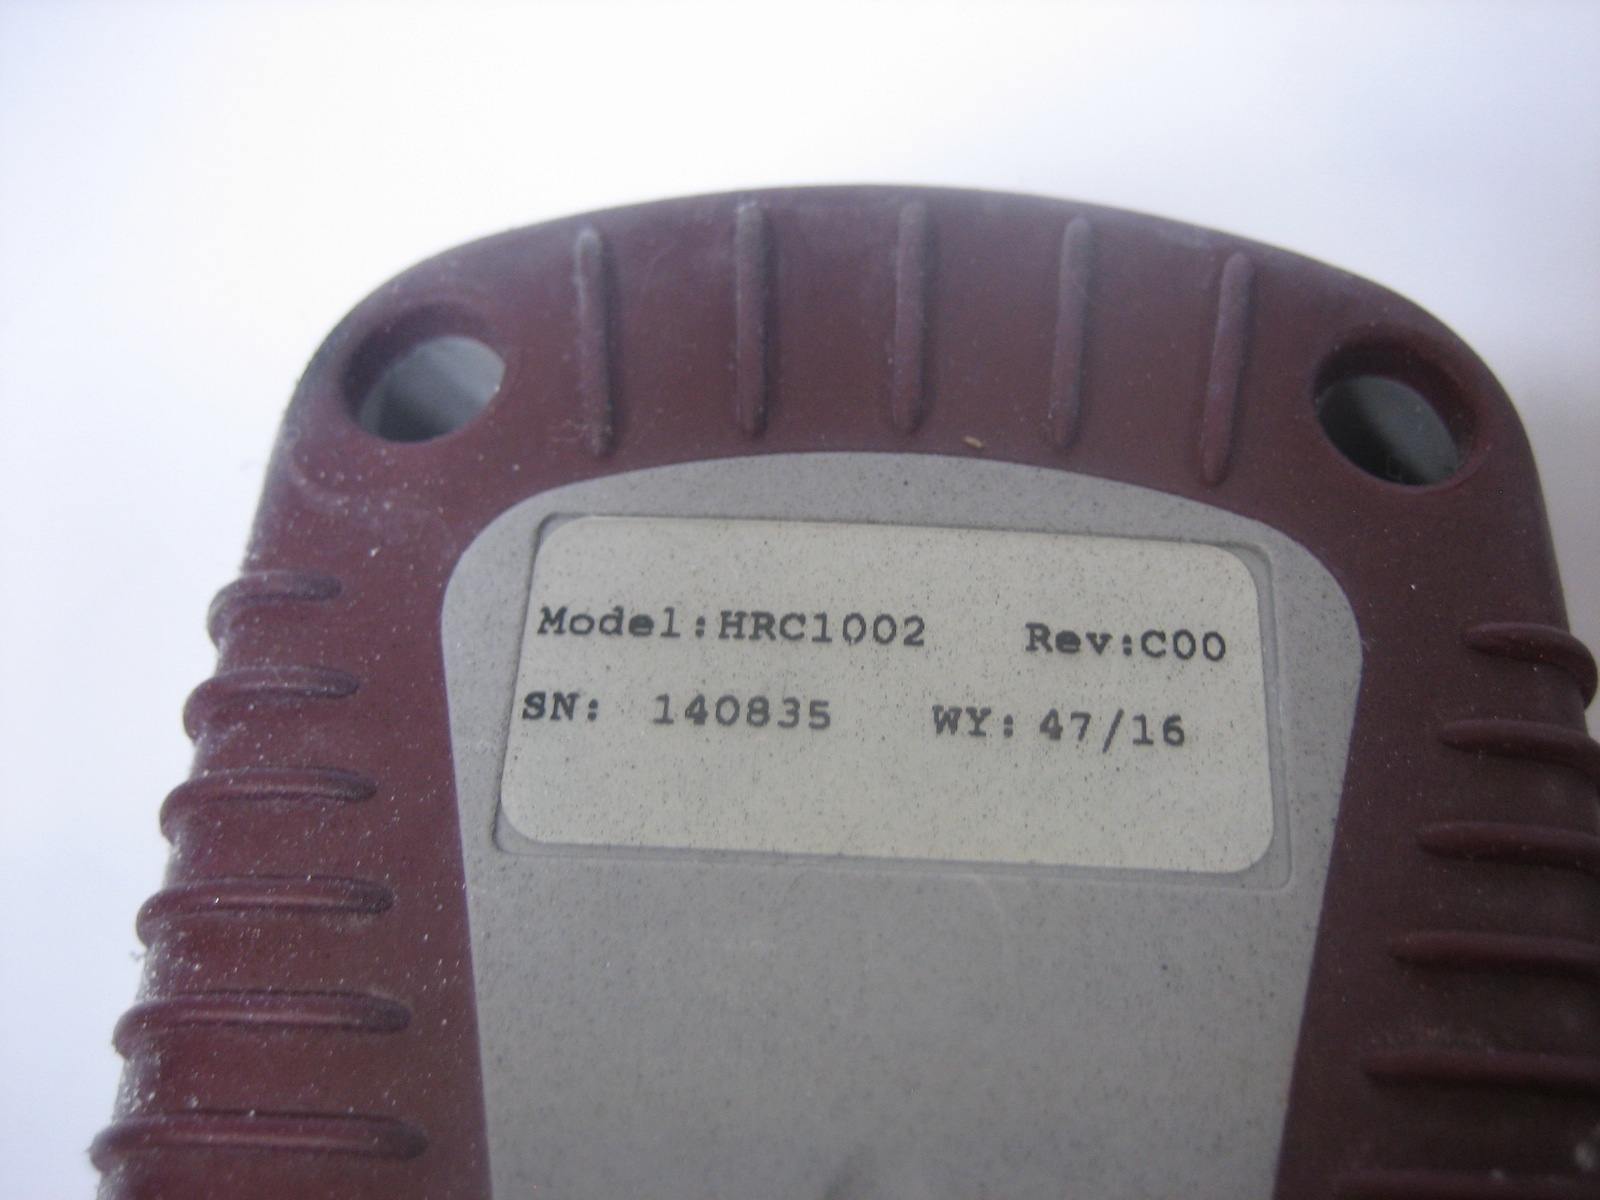 Model:HRC1002 Rev:C00
SN: 140835 WY: 47/16